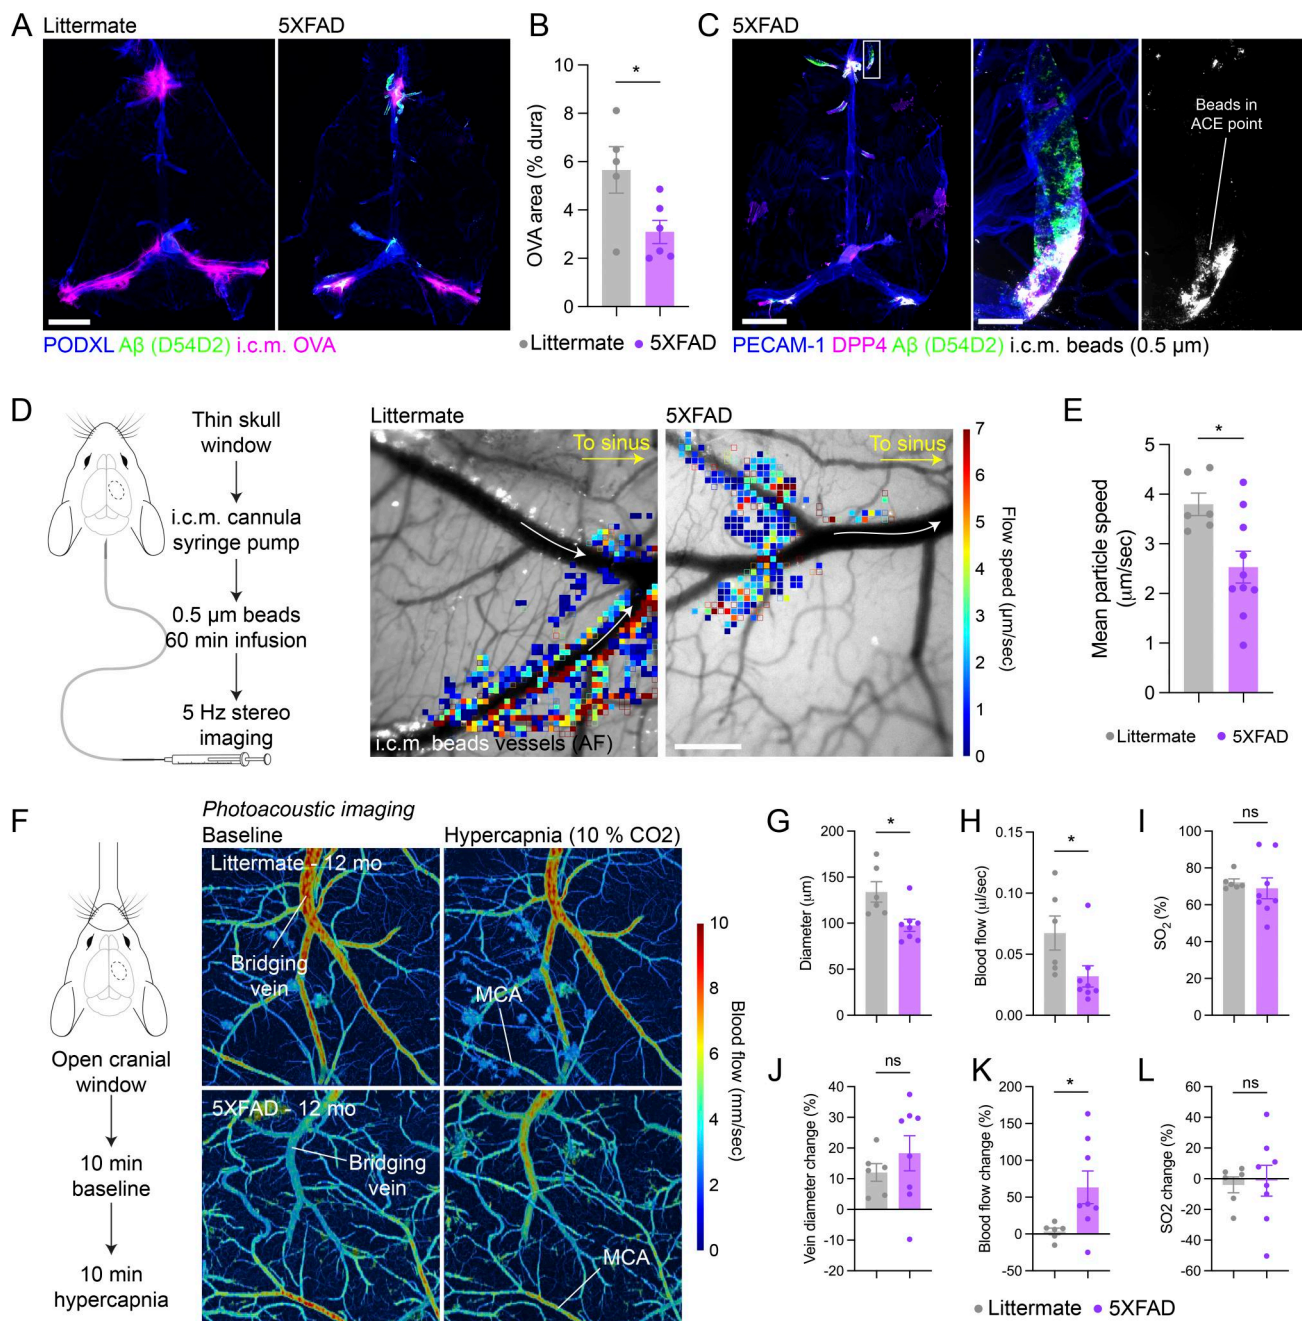 A
Littermate
5XFAD
PODXL Aβ (D54D2) i.c.m. OVA
B
OVA area (% dura)
10
8
6
4
2
0
*
Littermate
5XFAD
C
5XFAD
Beads in
ACE point
PECAM-1 DPP4 Aβ (D54D2) i.c.m. beads (0.5 µm)
D
Thin skull
window
i.c.m. cannula
syringe pump
0.5 µm beads
60 min infusion
5 Hz stereo
imaging
Littermate
5XFAD
To sinus
To sinus
i.c.m. beads vessels (AF)
7
6
5
4
3
2
1
0
Flow speed (µm/sec)
E
Mean particle speed
(µm/sec)
5
4
3
2
1
0
*
Littermate
5XFAD
F
Open cranial
window
10 min
baseline
10 min
hypercapnia
Photoacoustic imaging
Baseline
Hypercapnia (10 % CO2)
Littermate - 12 mo
Bridging
vein
MCA
5XFAD - 12 mo
Bridging
vein
MCA
10
8
6
4
2
0
Blood flow (mm/sec)
G
Diameter (µm)
200
150
100
50
0
*
H
Blood flow (µl/sec)
0.15
0.10
0.05
0.00
*
I
SO₂ (%)
100
80
60
40
20
0
ns
J
Vein diameter change (%)
40
30
20
10
0
-10
-20
ns
K
Blood flow change (%)
200
150
100
50
0
-50
*
L
SO2 change (%)
60
40
20
0
-20
-40
-60
ns
Littermate
5XFAD